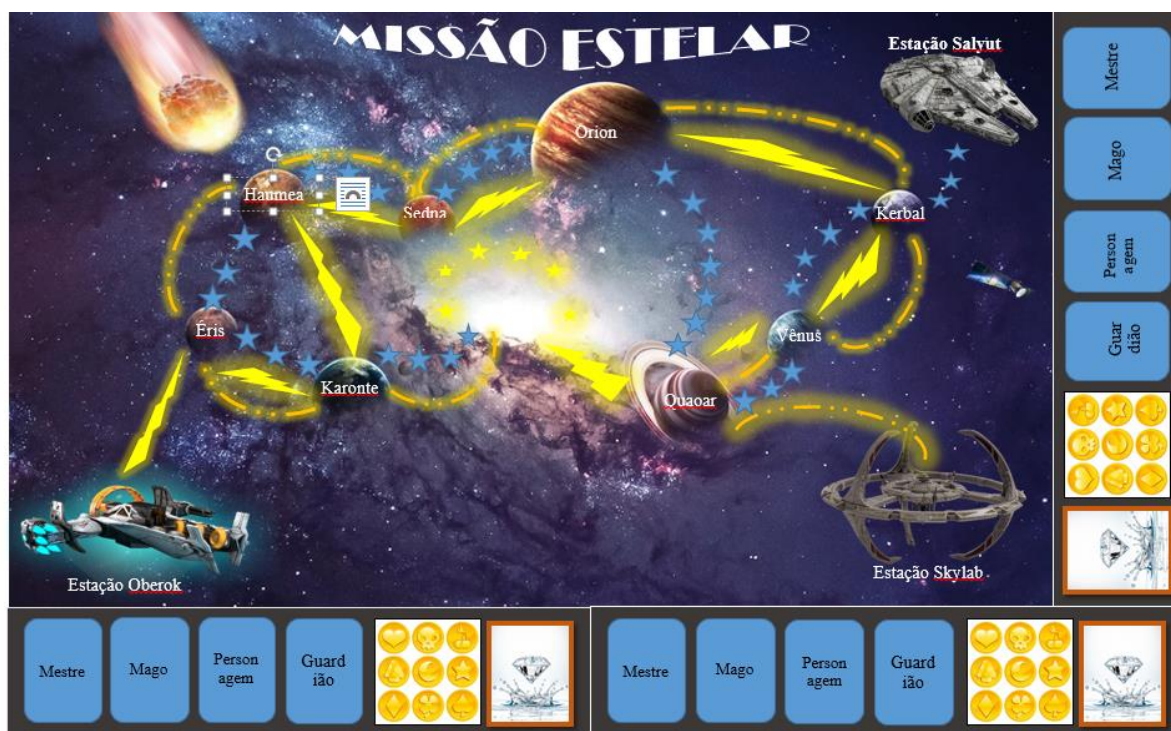 MISSÃO ESTELAR
Estação Salyut
Orion
Haumea
Sedna
Kerbal
Éris
Vênus
Karonte
Quaoar
Estação Oberok
Estação Skylab
Mestre
Mago
Person
agem
Guar
dião
Mestre
Mago
Person
agem
Guard
ião
Mestre
Mago
Person
agem
Guard
ião